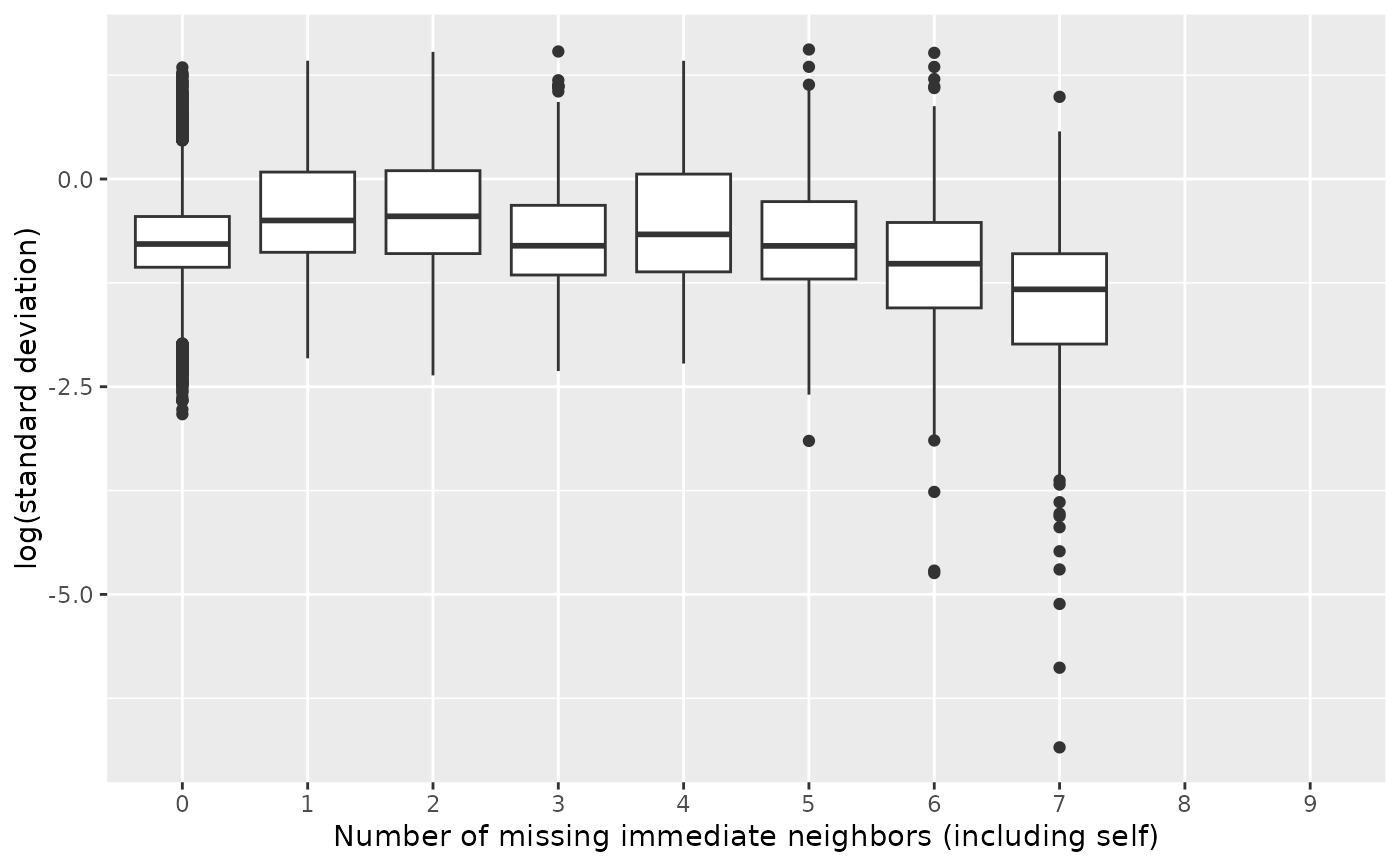 log(standard deviation)
0.0
-2.5
-5.0
0 1 2 3 4 5 6 7 8 9
Number of missing immediate neighbors (including self)